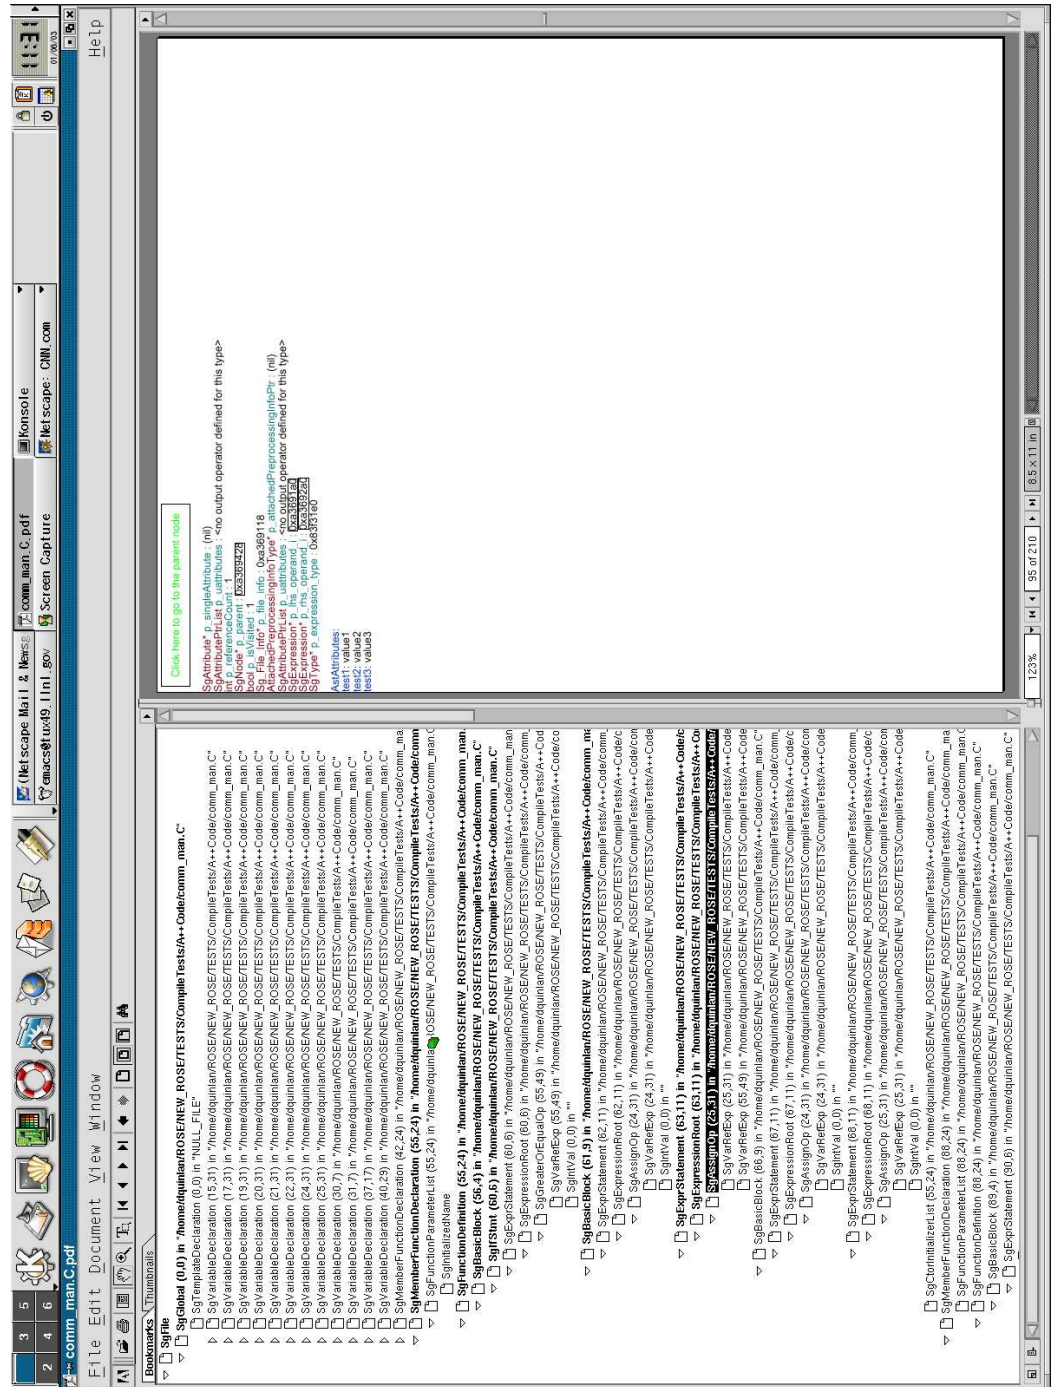 3 5
2 4 6
(Netscape Mail & Newsg
comm_man.C.pdf
Konsole
emacs@tux49.llnl.gov
Screen Capture
Netscape: CNN.com
01/06/03
comm_man.C.pdf
File Edit Document View Window Help
Bookmarks Thumbnails
SgFile
SgGlobal (0,0) in "/home/dquinlan/ROSE/NEW_ROSE/TESTS/CompileTests/A++Code/comm_man.C"
SgTemplateDeclaration (0,0) in "NULL_FILE"
SgVariableDeclaration (15,31) in "/home/dquinlan/ROSE/NEW_ROSE/TESTS/CompileTests/A++Code/comm_man.C"
SgVariableDeclaration (17,31) in "/home/dquinlan/ROSE/NEW_ROSE/TESTS/CompileTests/A++Code/comm_man.C"
SgVariableDeclaration (19,31) in "/home/dquinlan/ROSE/NEW_ROSE/TESTS/CompileTests/A++Code/comm_man.C"
SgVariableDeclaration (20,31) in "/home/dquinlan/ROSE/NEW_ROSE/TESTS/CompileTests/A++Code/comm_man.C"
SgVariableDeclaration (21,31) in "/home/dquinlan/ROSE/NEW_ROSE/TESTS/CompileTests/A++Code/comm_man.C"
SgVariableDeclaration (22,31) in "/home/dquinlan/ROSE/NEW_ROSE/TESTS/CompileTests/A++Code/comm_man.C"
SgVariableDeclaration (24,31) in "/home/dquinlan/ROSE/NEW_ROSE/TESTS/CompileTests/A++Code/comm_man.C"
SgVariableDeclaration (25,31) in "/home/dquinlan/ROSE/NEW_ROSE/TESTS/CompileTests/A++Code/comm_man.C"
SgVariableDeclaration (30,7) in "/home/dquinlan/ROSE/NEW_ROSE/TESTS/CompileTests/A++Code/comm_man.C"
SgVariableDeclaration (31,7) in "/home/dquinlan/ROSE/NEW_ROSE/TESTS/CompileTests/A++Code/comm_man.C"
SgVariableDeclaration (37,17) in "/home/dquinlan/ROSE/NEW_ROSE/TESTS/CompileTests/A++Code/comm_man.C"
SgVariableDeclaration (40,29) in "/home/dquinlan/ROSE/NEW_ROSE/TESTS/CompileTests/A++Code/comm_man.C"
SgMemberFunctionDeclaration (42,24) in "/home/dquinlan/ROSE/NEW_ROSE/TESTS/CompileTests/A++Code/comm_ma
SgMemberFunctionDeclaration (55,24) in "/home/dquinlan/ROSE/NEW_ROSE/TESTS/CompileTests/A++Code/comm
SgFunctionParameterList (55,24) in "/home/dquinla OSE/NEW_ROSE/TESTS/CompileTests/A++Code/comm_man.C
SgInitializedName
SgFunctionDefinition (55,24) in "/home/dquinlan/ROSE/NEW_ROSE/TESTS/CompileTests/A++Code/comm_man.
SgBasicBlock (56,4) in "/home/dquinlan/ROSE/NEW_ROSE/TESTS/CompileTests/A++Code/comm_man.C"
SgIfStmt (60,6) in "/home/dquinlan/ROSE/NEW_ROSE/TESTS/CompileTests/A++Code/comm_man.C"
SgExprStatement (60,6) in "/home/dquinlan/ROSE/NEW_ROSE/TESTS/CompileTests/A++Code/comm_man
SgExpressionRoot (60,6) in "/home/dquinlan/ROSE/NEW_ROSE/TESTS/CompileTests/A++Code/comm_
SgGreaterOrEqualOp (55,49) in "/home/dquinlan/ROSE/NEW_ROSE/TESTS/CompileTests/A++Cod
SgVarRefExp (55,49) in "/home/dquinlan/ROSE/NEW_ROSE/TESTS/CompileTests/A++Code/co
SgIntVal (0,0) in ""
SgBasicBlock (61,9) in "/home/dquinlan/ROSE/NEW_ROSE/TESTS/CompileTests/A++Code/comm_ma
SgExprStatement (62,11) in "/home/dquinlan/ROSE/NEW_ROSE/TESTS/CompileTests/A++Code/comm_
SgExpressionRoot (62,11) in "/home/dquinlan/ROSE/NEW_ROSE/TESTS/CompileTests/A++Code/c
SgAssignOp (24,31) in "/home/dquinlan/ROSE/NEW_ROSE/TESTS/CompileTests/A++Code/com
SgVarRefExp (24,31) in "/home/dquinlan/ROSE/NEW_ROSE/TESTS/CompileTests/A++Code
SgIntVal (0,0) in ""
SgExprStatement (63,11) in "/home/dquinlan/ROSE/NEW_ROSE/TESTS/CompileTests/A++Code/c
SgExpressionRoot (63,11) in "/home/dquinlan/ROSE/NEW_ROSE/TESTS/CompileTests/A++Co
SgAssignOp (25,31) in "/home/dquinlan/ROSE/NEW_ROSE/TESTS/CompileTests/A++Code/
SgVarRefExp (25,31) in "/home/dquinlan/ROSE/NEW_ROSE/TESTS/CompileTests/A++Code
SgVarRefExp (55,49) in "/home/dquinlan/ROSE/NEW_ROSE/TESTS/CompileTests/A++Code
SgBasicBlock (66,9) in "/home/dquinlan/ROSE/NEW_ROSE/TESTS/CompileTests/A++Code/comm_man.C"
SgExprStatement (67,11) in "/home/dquinlan/ROSE/NEW_ROSE/TESTS/CompileTests/A++Code/comm_
SgExpressionRoot (67,11) in "/home/dquinlan/ROSE/NEW_ROSE/TESTS/CompileTests/A++Code/c
SgAssignOp (24,31) in "/home/dquinlan/ROSE/NEW_ROSE/TESTS/CompileTests/A++Code/con
SgVarRefExp (24,31) in "/home/dquinlan/ROSE/NEW_ROSE/TESTS/CompileTests/A++Code
SgIntVal (0,0) in ""
SgExprStatement (68,11) in "/home/dquinlan/ROSE/NEW_ROSE/TESTS/CompileTests/A++Code/comm_
SgExpressionRoot (68,11) in "/home/dquinlan/ROSE/NEW_ROSE/TESTS/CompileTests/A++Code/c
SgAssignOp (25,31) in "/home/dquinlan/ROSE/NEW_ROSE/TESTS/CompileTests/A++Code/con
SgVarRefExp (25,31) in "/home/dquinlan/ROSE/NEW_ROSE/TESTS/CompileTests/A++Code
SgIntVal (0,0) in ""
SgCtorInitializerList (55,24) in "/home/dquinlan/ROSE/NEW_ROSE/TESTS/CompileTests/A++Code/comm_man.C"
SgMemberFunctionDeclaration (88,24) in "/home/dquinlan/ROSE/NEW_ROSE/TESTS/CompileTests/A++Code/comm_ma
SgFunctionParameterList (88,24) in "/home/dquinlan/ROSE/NEW_ROSE/TESTS/CompileTests/A++Code/comm_man.C
SgFunctionDefinition (88,24) in "/home/dquinlan/ROSE/NEW_ROSE/TESTS/CompileTests/A++Code/comm_man.C"
SgBasicBlock (89,4) in "/home/dquinlan/ROSE/NEW_ROSE/TESTS/CompileTests/A++Code/comm_man.C"
SgExprStatement (90,6) in "/home/dquinlan/ROSE/NEW_ROSE/TESTS/CompileTests/A++Code/comm_man.C"
Click here to go to the parent node
SgAttribute* p_singleAttribute : (nil)
SgAttributePtrList p_uattributes : <no output operator defined for this type>
int p_referenceCount : 1
SgNode* p_parent : 0xa369428
bool p_isVisited : 1
Sg_File_Info* p_file_info : 0xa369118
AttachedPreprocessingInfoType* p_attachedPreprocessingInfoPtr : (nil)
SgAttributePtrList p_uattributes : <no output operator defined for this type>
SgExpression* p_lhs_operand_i : 0xa3691a0
SgExpression* p_rhs_operand_i : 0xa3692a0
SgType* p_expression_type : 0x83f31e0
AstAttributes:
test1: value1
test2: value2
test3: value3
123% 95 of 210 8.5 x 11 in